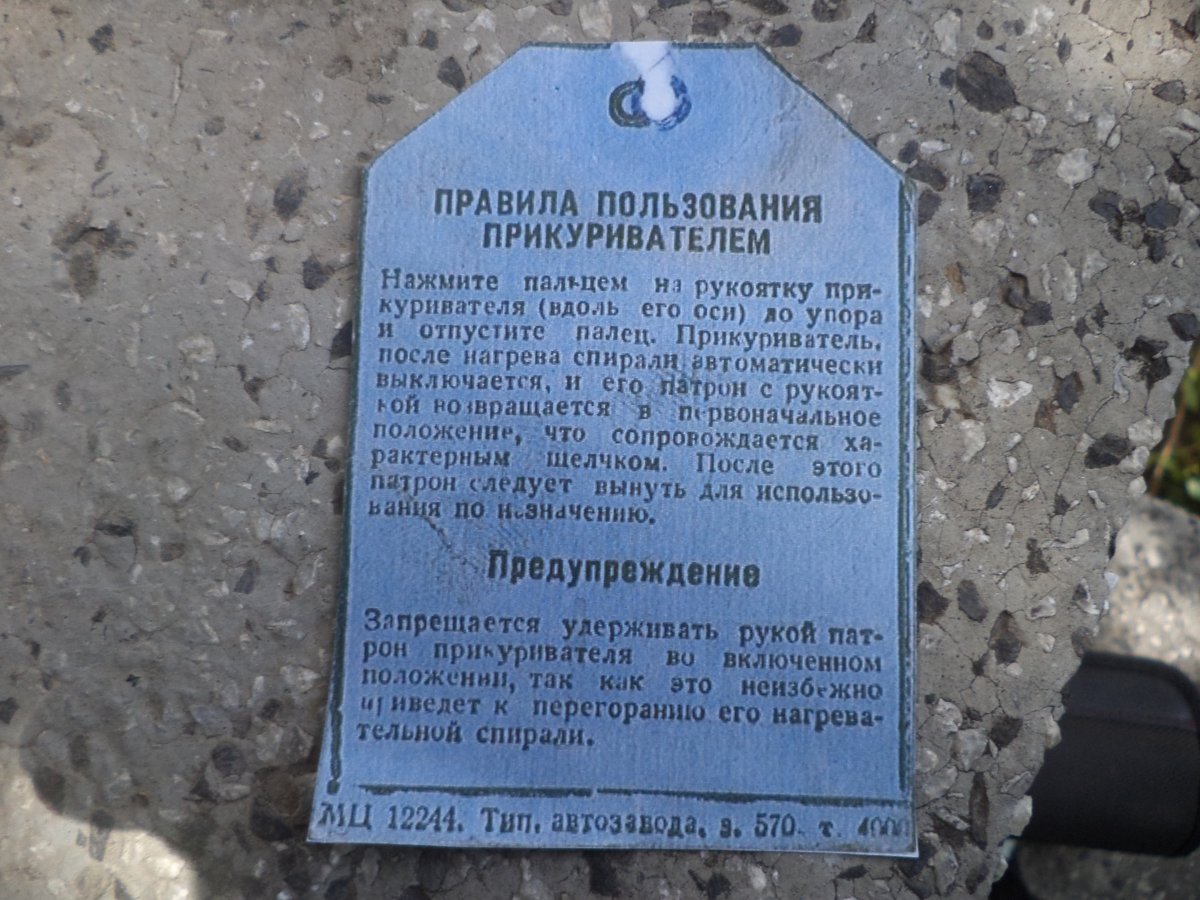 ПРАВИЛА ПОЛЬЗОВАНИЯ
ПРИКУРИВАТЕЛЕМ
Нажмите пальцем на рукоятку при-
куривателя (вдоль его оси) до упора
и отпустите палец. Прикуриватель,
после нагрева спирали автоматически
выключается, и его патрон с рукоят-
кой возвращается в первоначальное
положение, что сопровождается ха-
рактерным щелчком. После этого
патрон следует вынуть для использо-
вания по назначению.
Предупреждение
Запрещается удерживать рукой пат-
рон прикуривателя во включенном
положении, так как это неизбежно
приведет к перегоранию его нагрева-
тельной спирали.
МЦ 12244. Тип. автозавода, з. 570. т. 4000